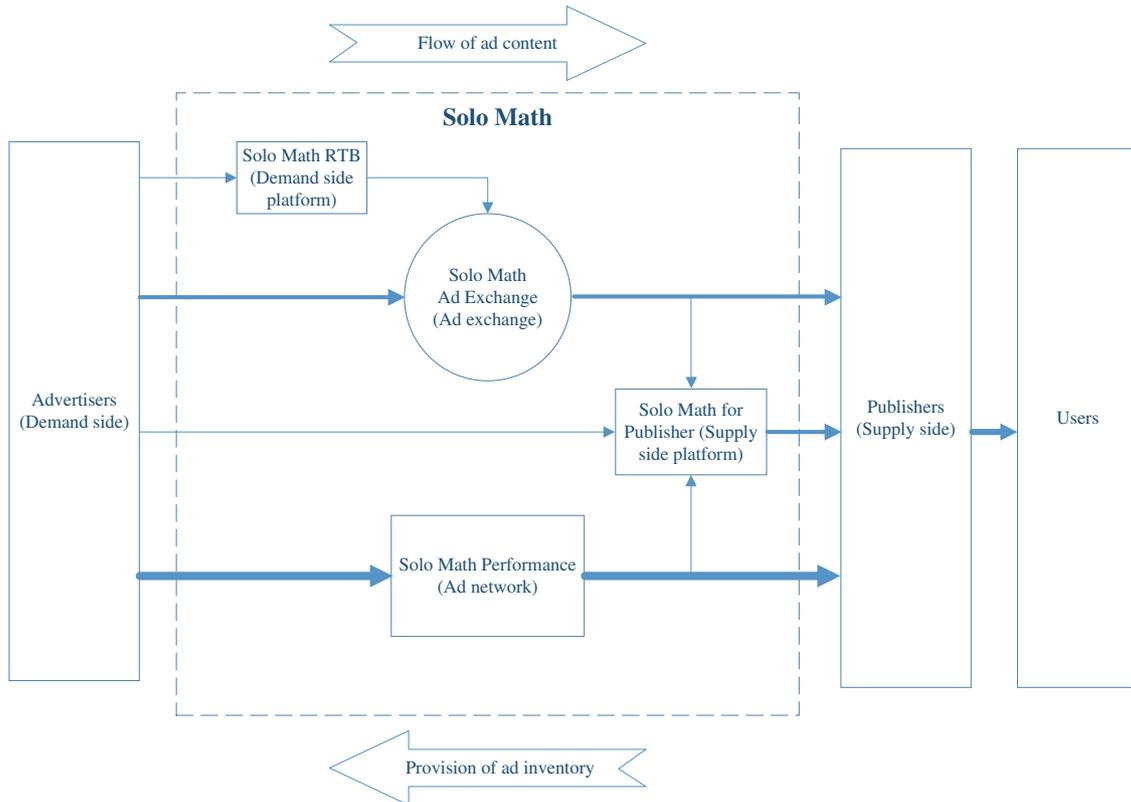 Flow of ad content
Solo Math
Solo Math RTB
(Demand side
platform)
Solo Math
Ad Exchange
(Ad exchange)
Advertisers
(Demand side)
Solo Math for
Publisher (Supply
side platform)
Publishers
(Supply side)
Users
Solo Math Performance
(Ad network)
Provision of ad inventory